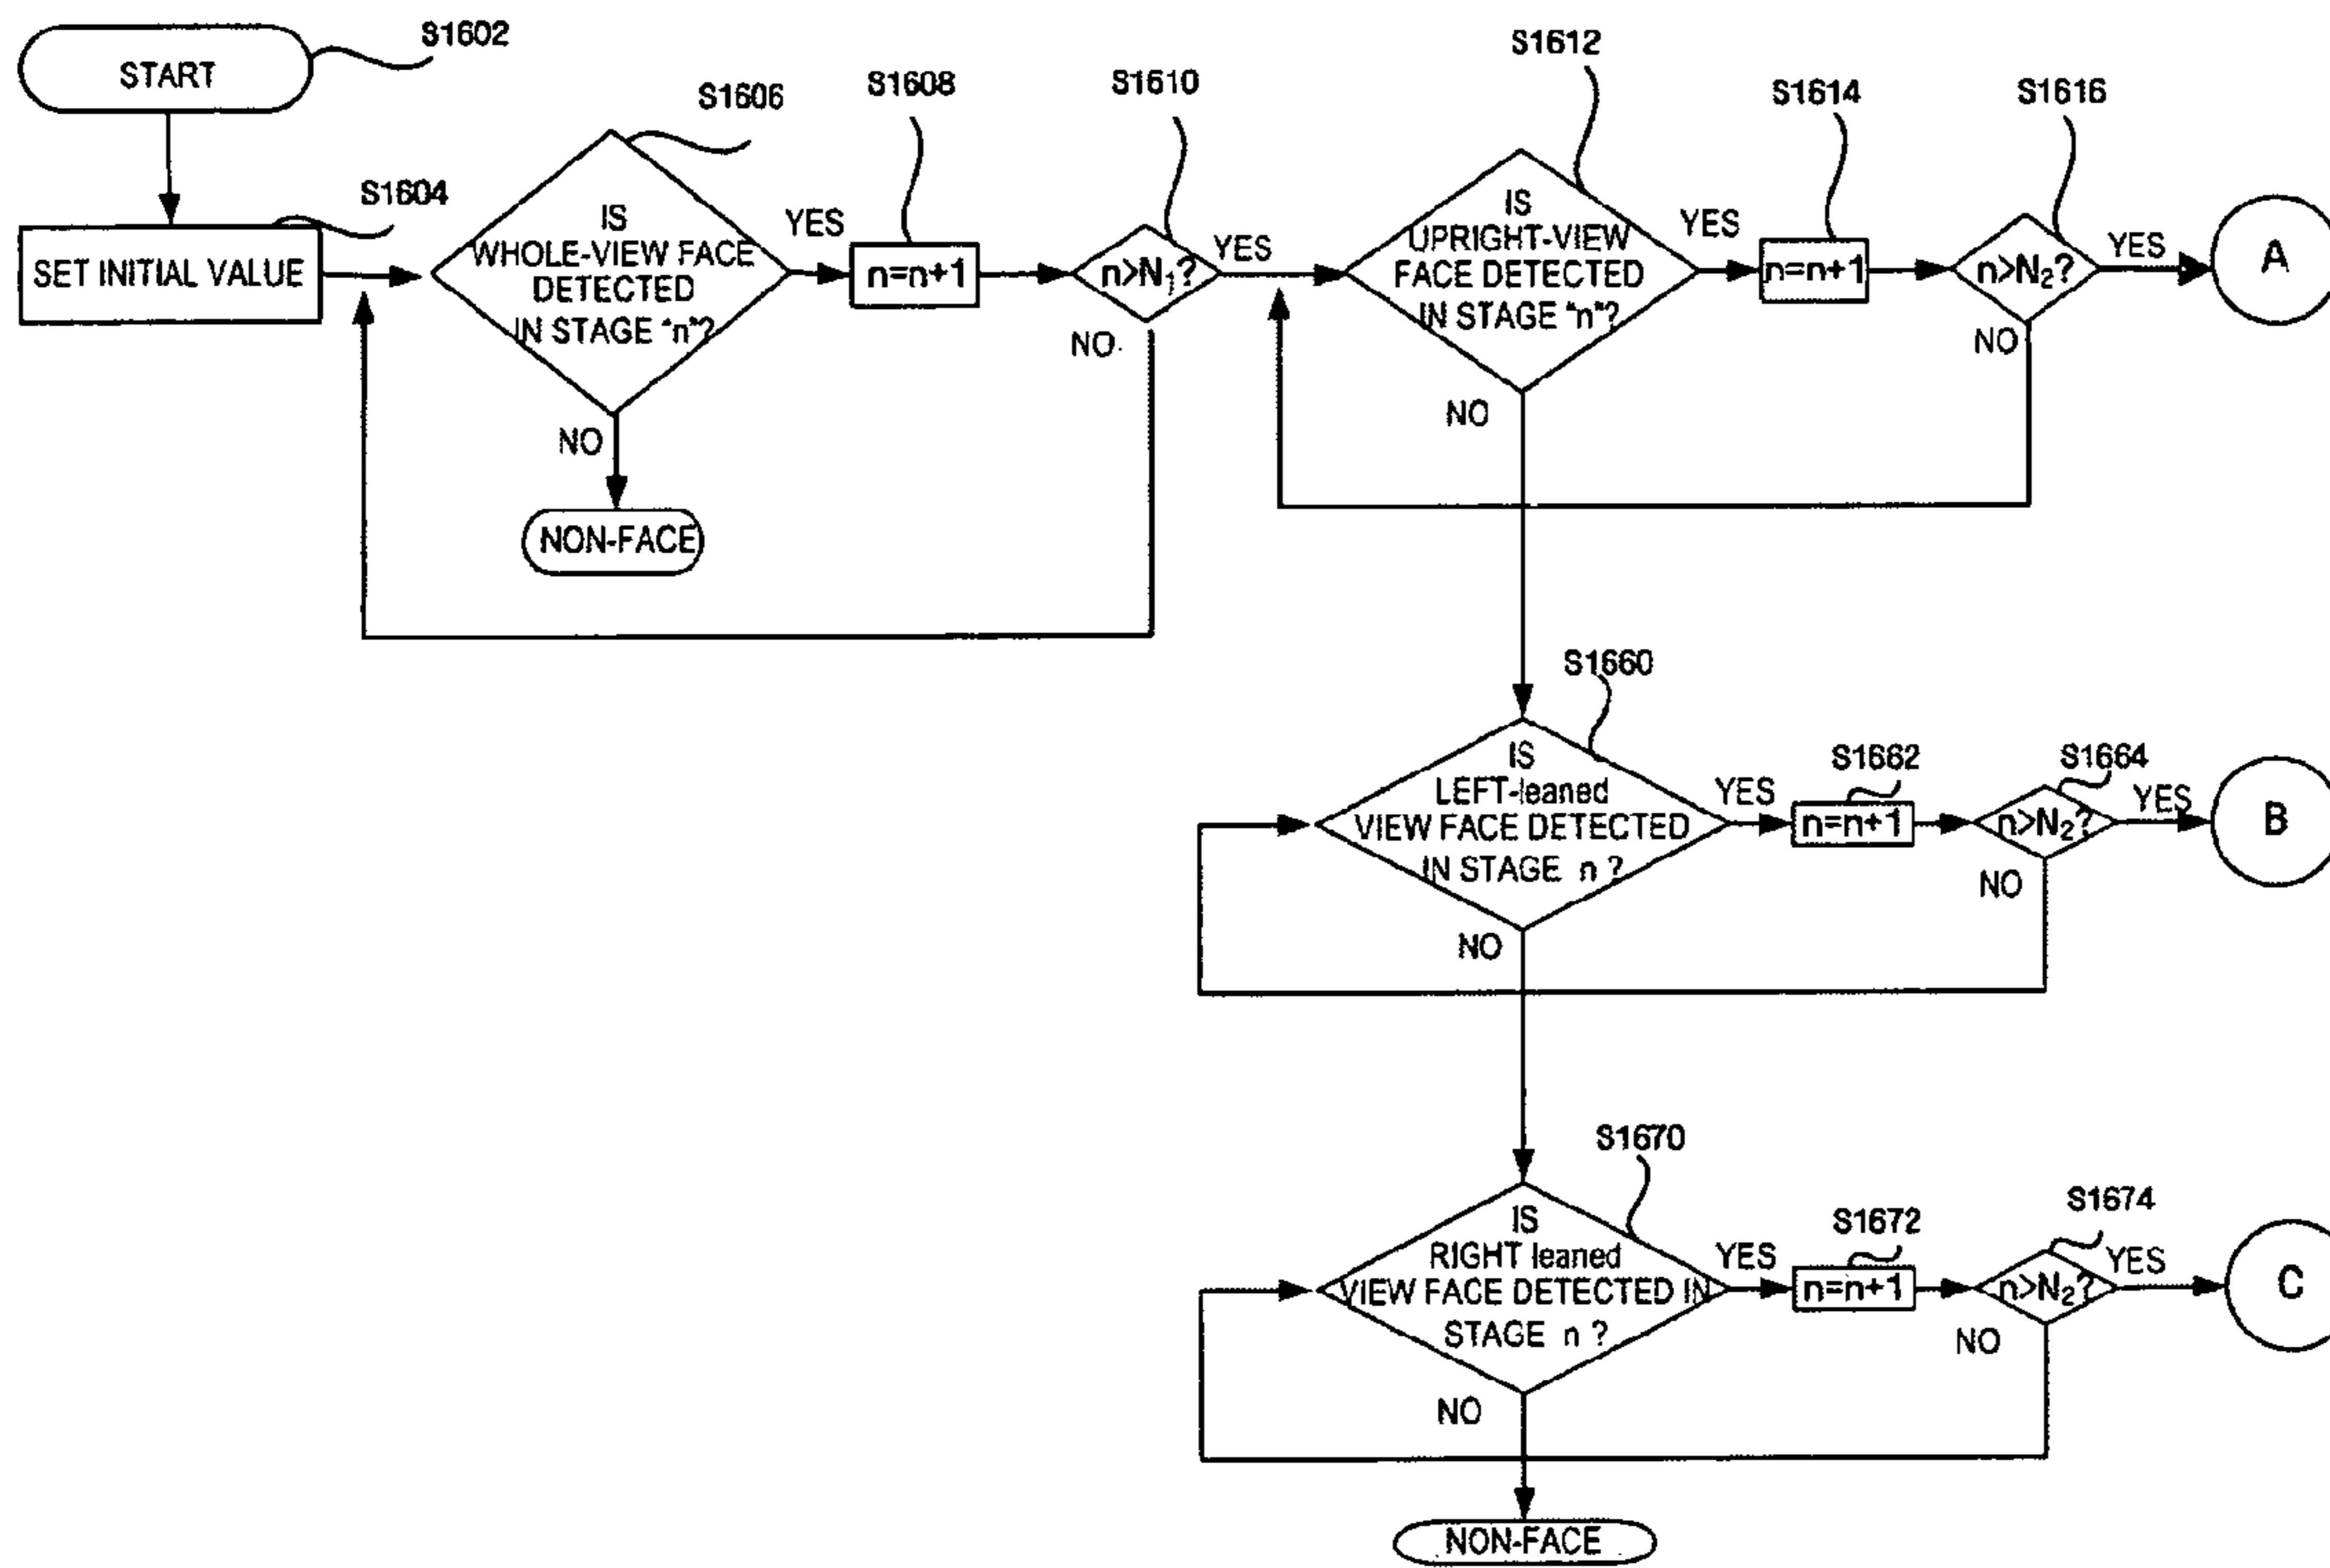 START
S1602
SET INITIAL VALUE
S1604
IS
WHOLE-VIEW FACE
DETECTED
IN STAGE "n"?
S1606
YES
NO
NON-FACE
n=n+1
S1608
n>N₁?
S1610
YES
NO
IS
UPRIGHT-VIEW
FACE DETECTED
IN STAGE "n"?
S1612
YES
NO
n=n+1
S1614
n>N₂?
S1616
YES
NO
A
IS
LEFT-leaned
VIEW FACE DETECTED
IN STAGE n ?
S1660
YES
NO
n=n+1
S1662
n>N₂?
S1664
YES
NO
B
IS
RIGHT leaned
VIEW FACE DETECTED IN
STAGE n ?
S1670
YES
NO
n=n+1
S1672
n>N₂?
S1674
YES
NO
C
NON-FACE